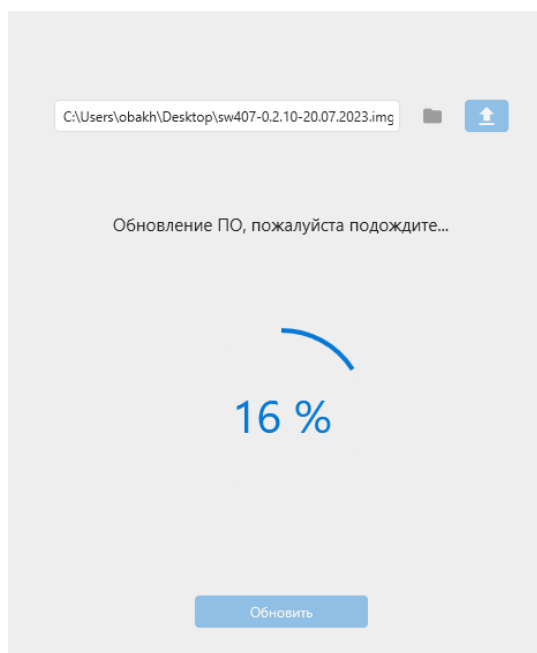 C:\Users\obakh\Desktop\sw407-0.2.10-20.07.2023.img
Обновление ПО, пожалуйста подождите...
16 %
Обновить